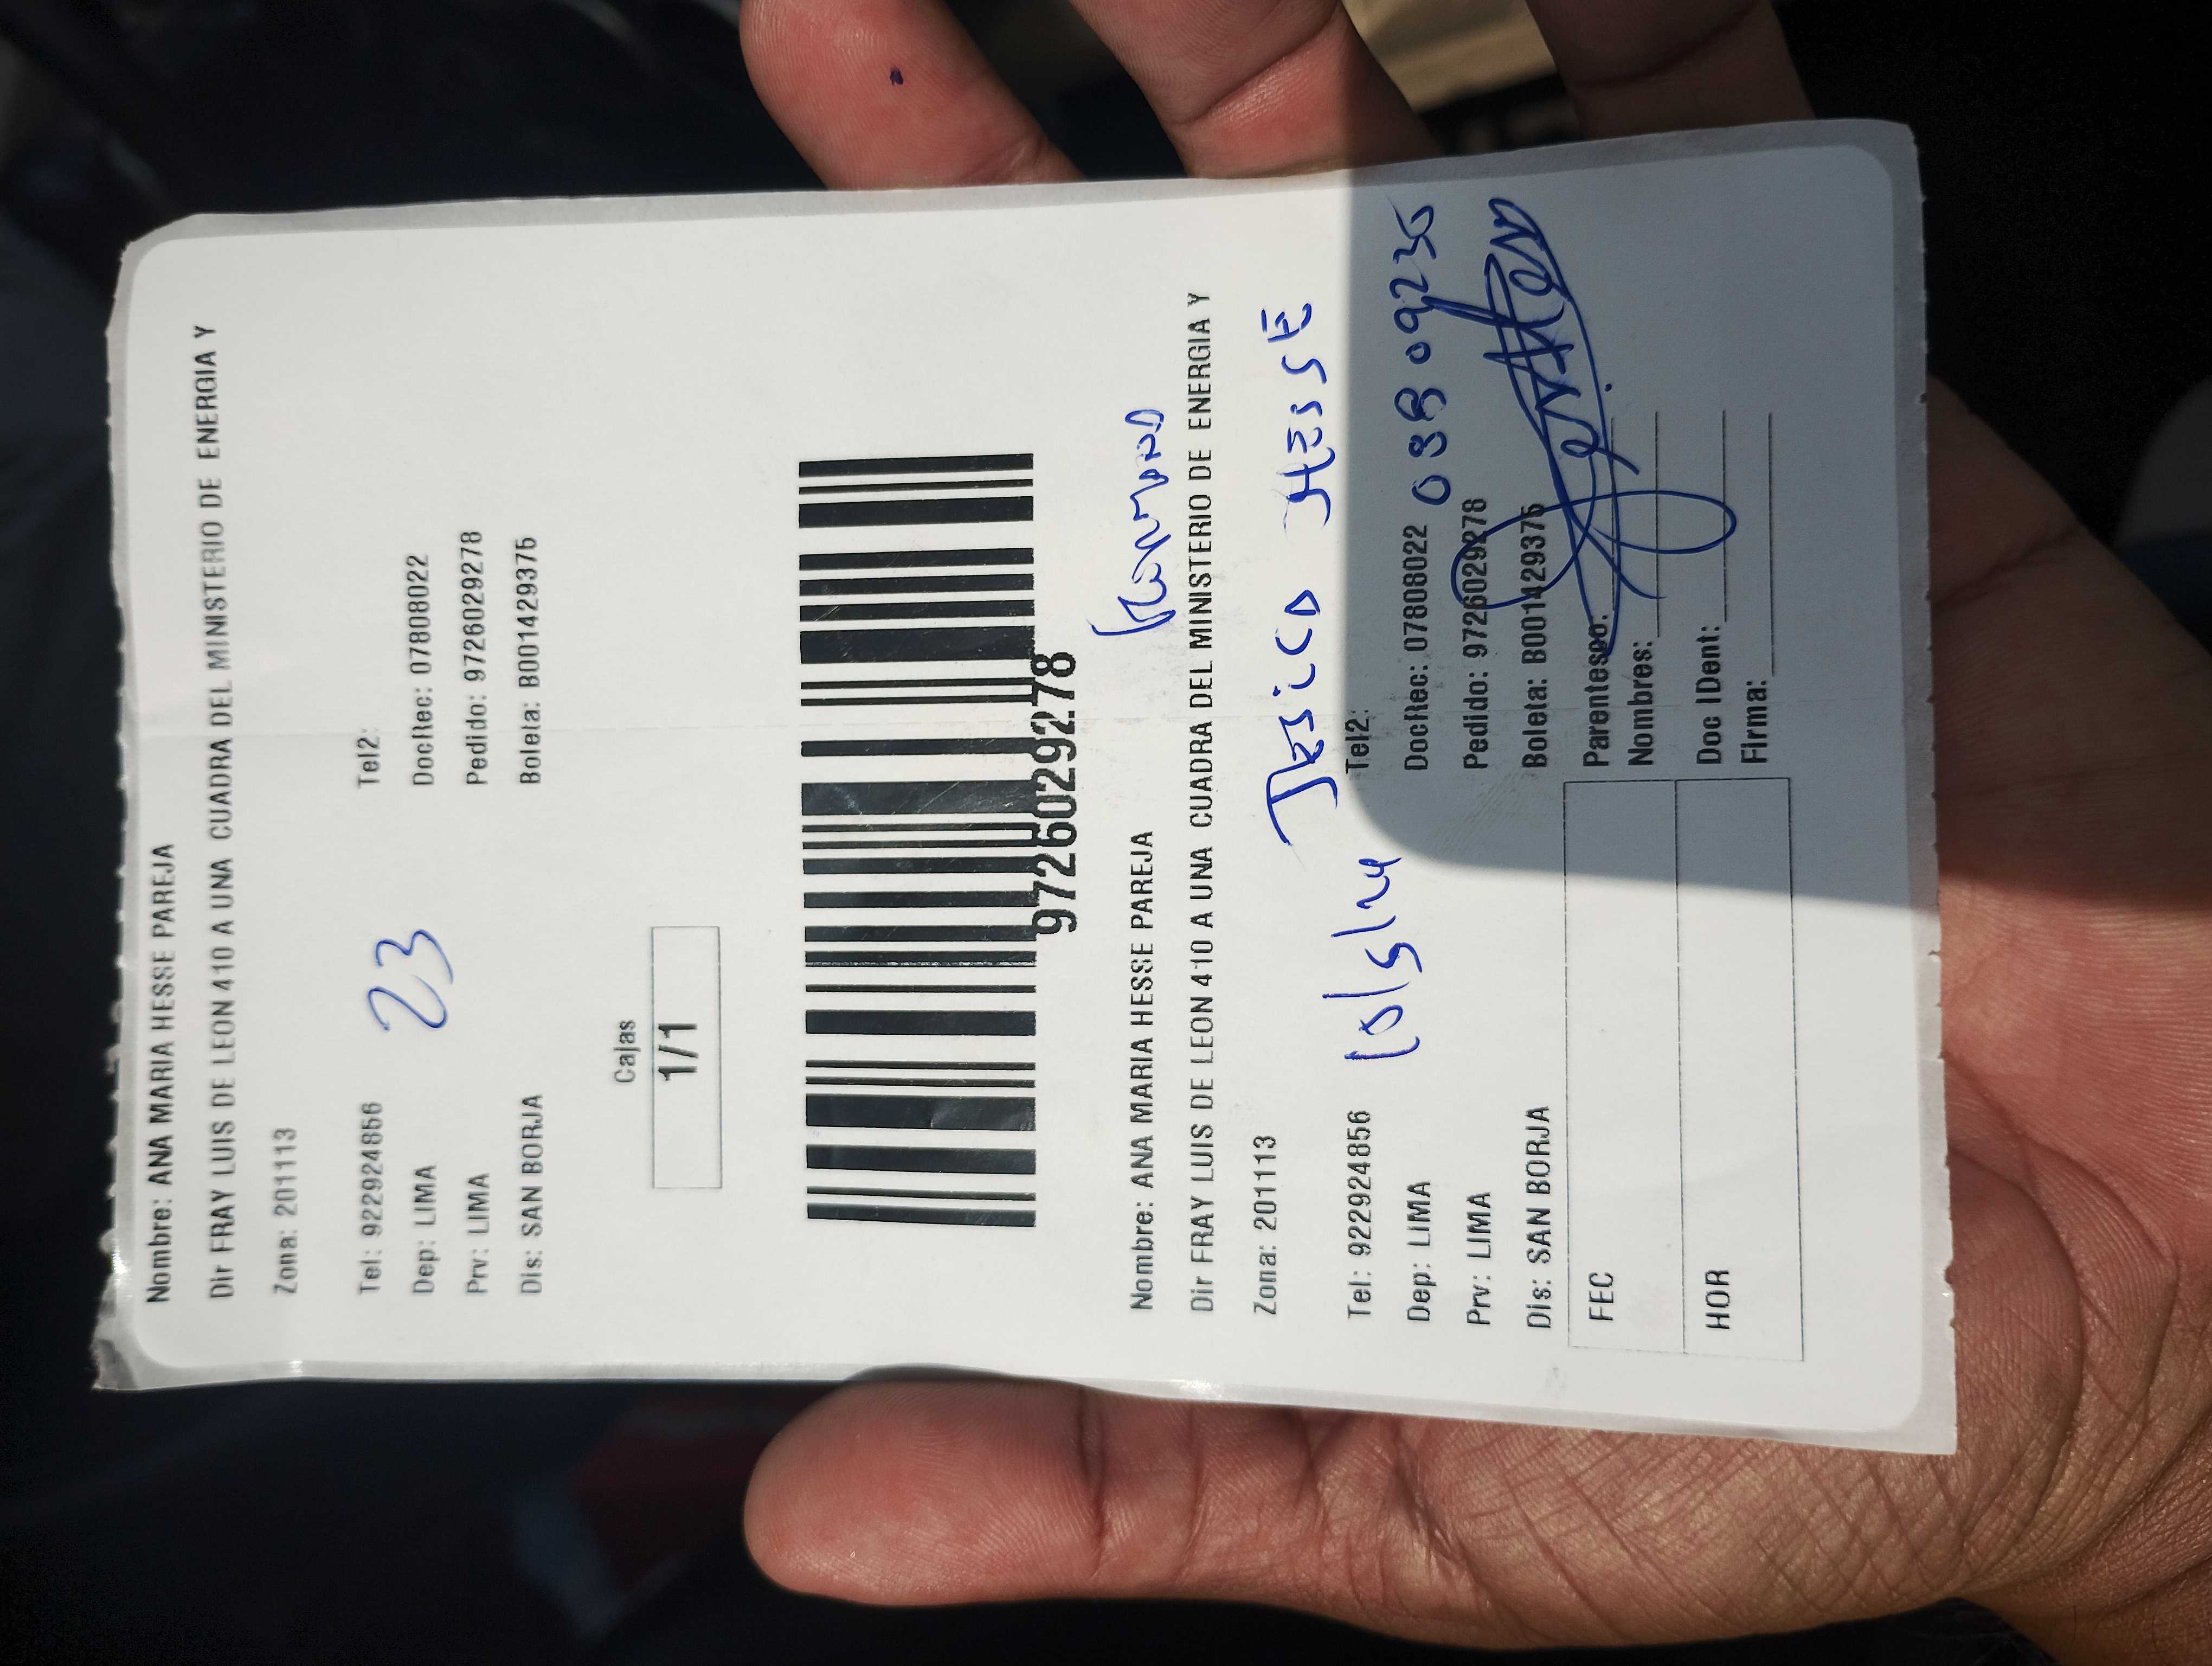 Nombre: ANA MARIA HESSE PAREJA
Dir FRAY LUIS DE LEON 410 A UNA CUADRA DEL MINISTERIO DE ENERGIA Y
Zona: 201113
Tel: 922924856 Tel2:
Dep: LIMA 23 DocRec: 07808022
Prv: LIMA Pedido: 972602927​8
Dis: SAN BORJA Boleta: B001429375
Cajas
1/1
9726029278
Nombre: ANA MARIA HESSE PAREJA
Dir FRAY LUIS DE LEON 410 A UNA CUADRA DEL MINISTERIO DE ENERGIA Y
Zona: 201113 JESICA HESSE
Tel: 922924856 Tel2:
Dep: LIMA DocRec: 07808022 08809235
Prv: LIMA Pedido: 9726029278
Dis: SAN BORJA Boleta: B001429375
FEC Parentesco:
Nombres:
HOR Doc IDent:
Firma: